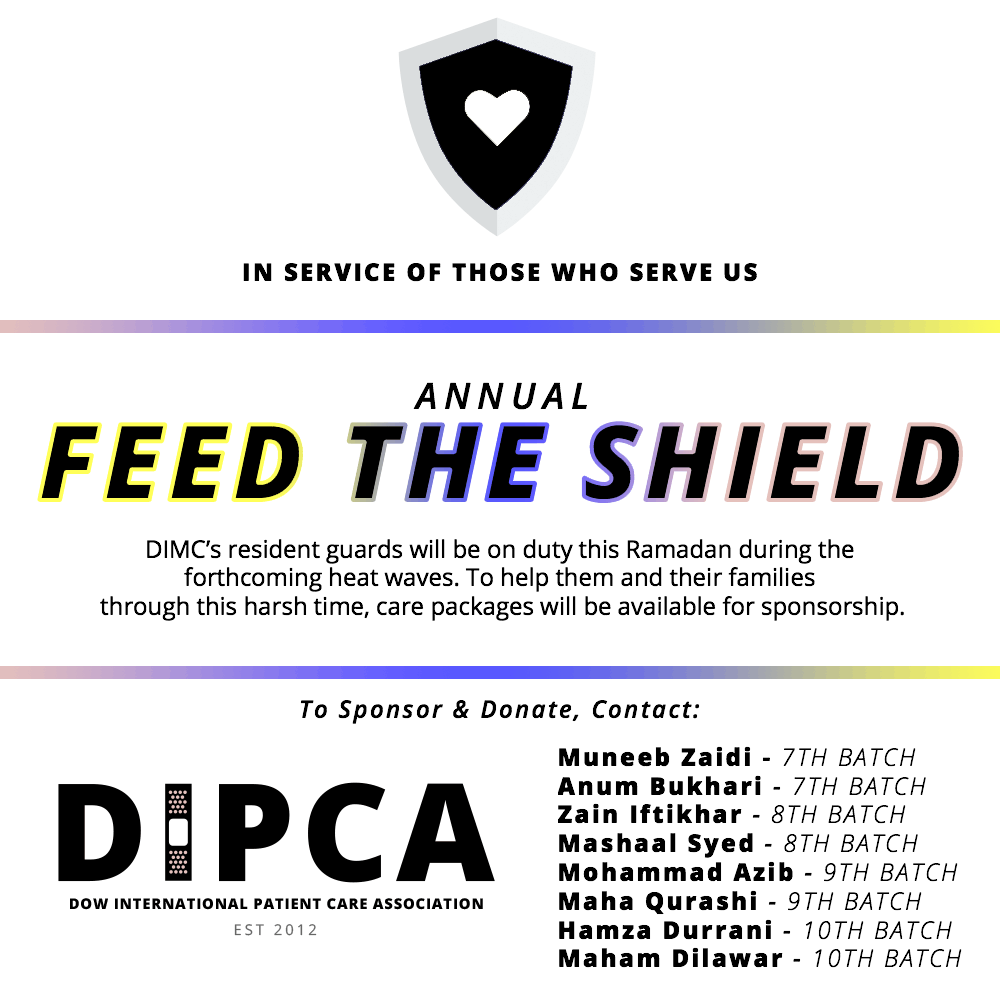 IN SERVICE OF THOSE WHO SERVE US
ANNUAL
FEED THE SHIELD
DIMC’s resident guards will be on duty this Ramadan during the
forthcoming heat waves. To help them and their families
through this harsh time, care packages will be available for sponsorship.
To Sponsor & Donate, Contact:
DIPCA
DOW INTERNATIONAL PATIENT CARE ASSOCIATION
EST 2012
Muneeb Zaidi - 7TH BATCH
Anum Bukhari - 7TH BATCH
Zain Iftikhar - 8TH BATCH
Mashaal Syed - 8TH BATCH
Mohammad Azib - 9TH BATCH
Maha Qurashi - 9TH BATCH
Hamza Durrani - 10TH BATCH
Maham Dilawar - 10TH BATCH